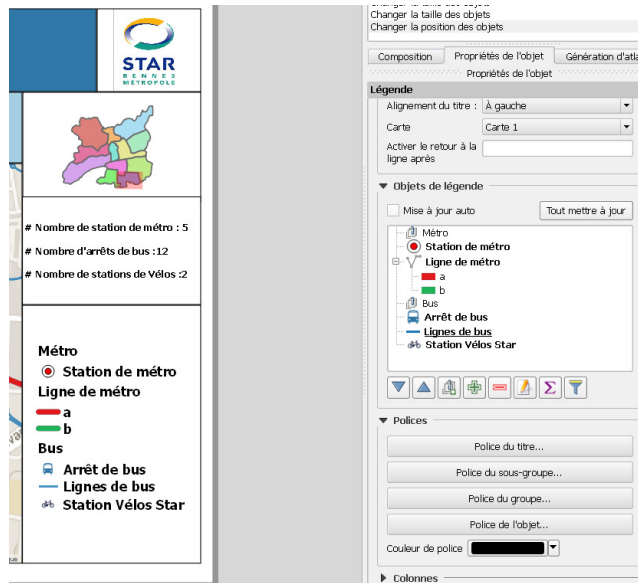 STAR
RENNES
MÉTROPOLE
# Nombre de station de métro : 5
# Nombre d'arrêts de bus :12
# Nombre de stations de Vélos :2
Métro
Station de métro
Ligne de métro
a
b
Bus
Arrêt de bus
Lignes de bus
Station Vélos Star
Changer la taille des objets
Changer la position des objets
Composition
Propriétés de l'objet
Génération d'atla
Propriétés de l'objet
Légende
Alignement du titre :
À gauche
Carte
Carte 1
Activer le retour à la
ligne après
Objets de légende
Mise à jour auto
Tout mettre à jour
Métro
Station de métro
Ligne de métro
a
b
Bus
Arrêt de bus
Lignes de bus
Station Vélos Star
Σ
Polices
Police du titre...
Police du sous-groupe...
Police du groupe...
Police de l'objet...
Couleur de police
Colonnes